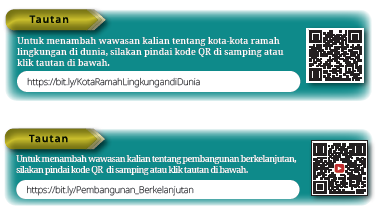 Tautan
Untuk menambah wawasan kalian tentang kota-kota ramah
lingkungan di dunia, silakan pindai kode QR di samping atau
klik tautan di bawah.
https://bit.ly/KotaRamahLingkungandiDunia
Tautan
Untuk menambah wawasan kalian tentang pembangunan berkelanjutan,
silakan pindai kode QR di samping atau klik tautan di bawah.
https://bit.ly/Pembangunan_Berkelanjutan